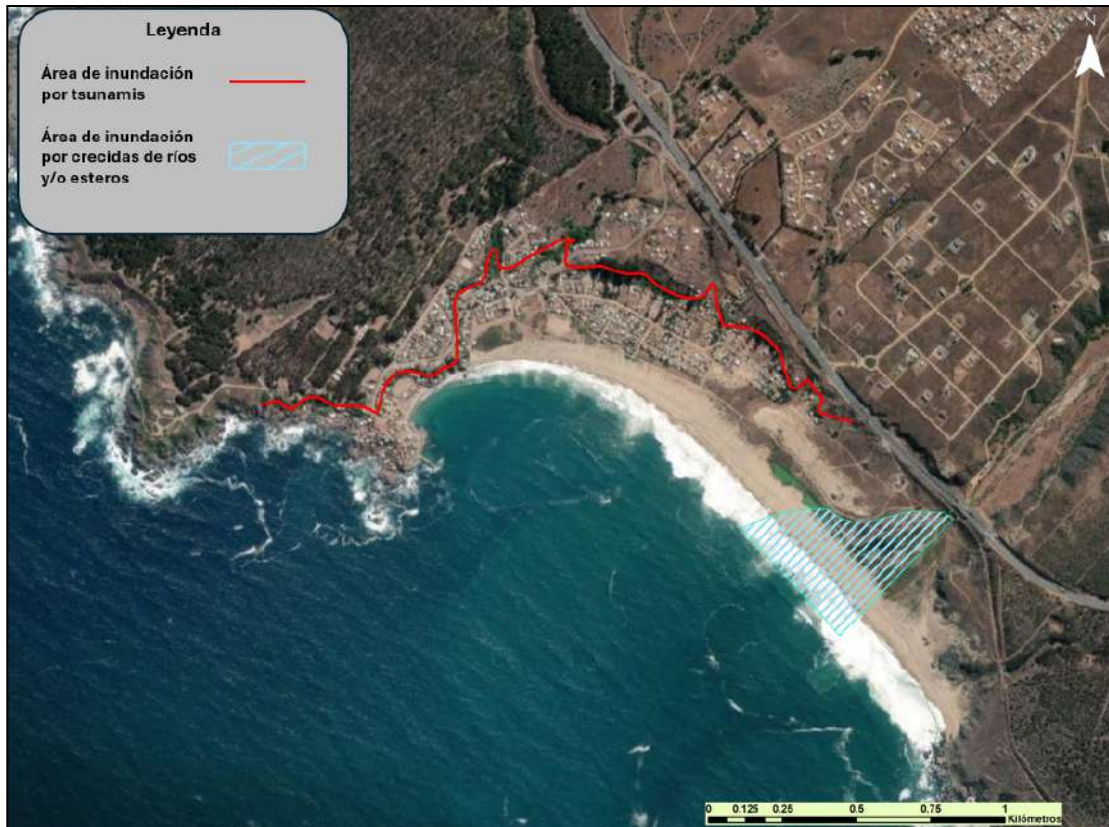 Leyenda
Área de inundación
por tsunamis
Área de inundación
por crecidas de ríos
y/o esteros
N
0 0.125 0.25 0.5 0.75 1
Kilómetros